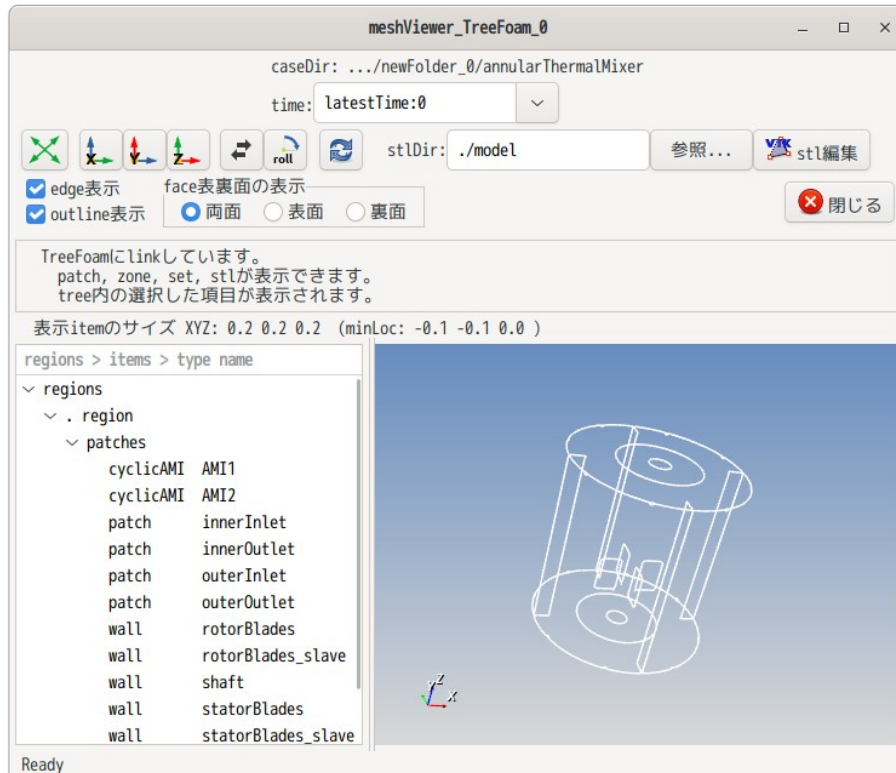 meshViewer_TreeFoam_0
caseDir: .../newFolder_0/annularThermalMixer
time: latestTime:0
X Y Z roll stlDir: ./model 参照... VTK stl編集
edge表示 face表裏面の表示
outline表示 両面 表面 裏面 閉じる
TreeFoamにlinkしています。
patch, zone, set, stlが表示できます。
tree内の選択した項目が表示されます。
表示itemのサイズ XYZ: 0.2 0.2 0.2 (minLoc: -0.1 -0.1 0.0 )
regions > items > type name
regions
. region
patches
cyclicAMI AMI1
cyclicAMI AMI2
patch innerInlet
patch innerOutlet
patch outerInlet
patch outerOutlet
wall rotorBlades
wall rotorBlades_slave
wall shaft
wall statorBlades
wall statorBlades_slave
Y Z X
Ready